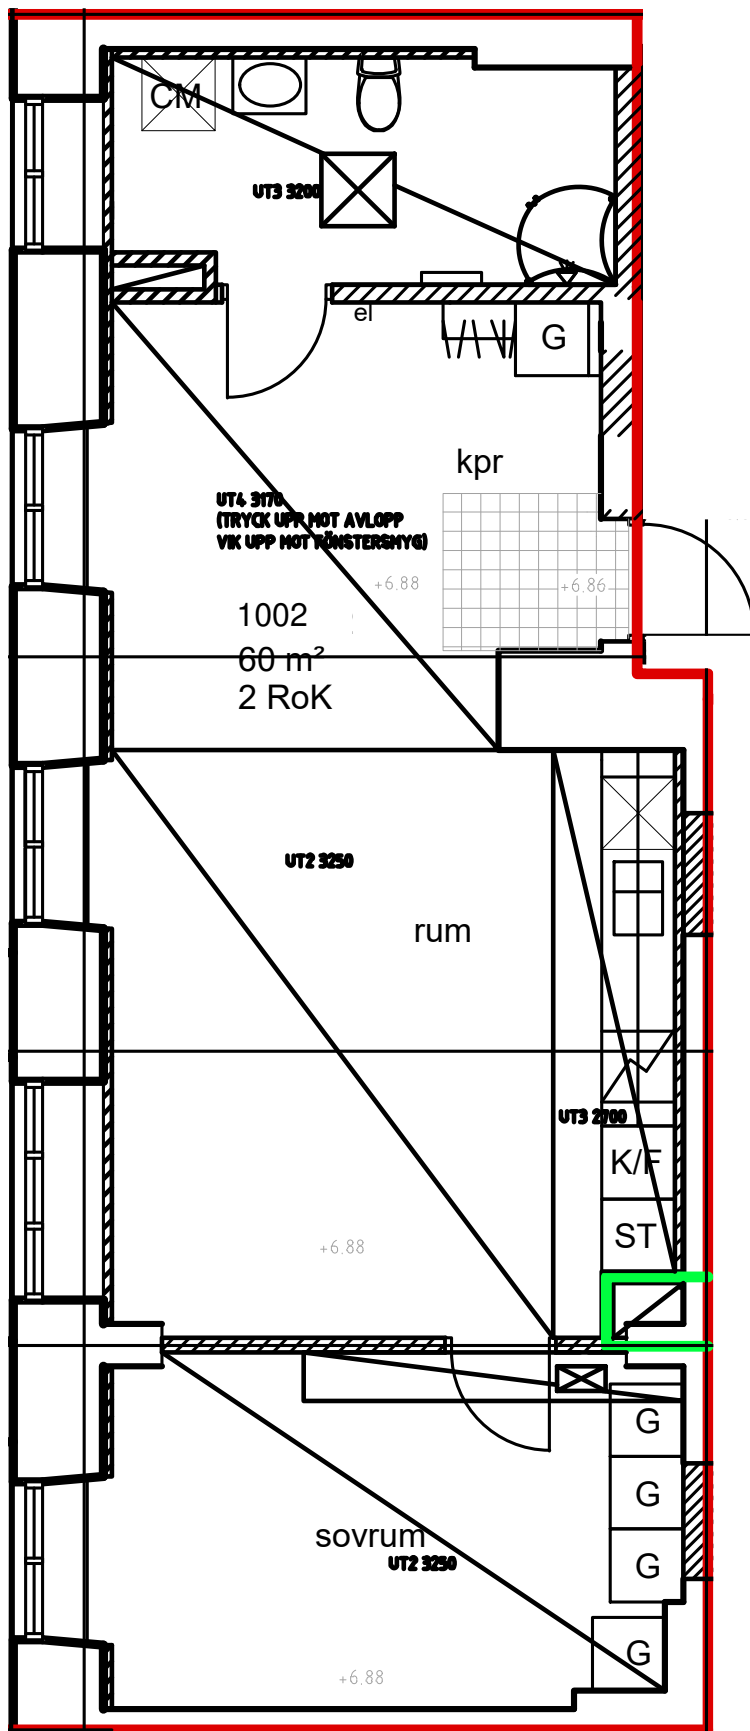 CM
UT3 3200
el
G
kpr
UT4 3170
(TRYCK UPP MOT AVLOPP
VIK UPP MOT FÖNSTERSMYG)
+6.88
+6.86
1002
60 m²
2 RoK
UT2 3250
rum
UT3 2700
K/F
ST
+6.88
G
G
sovrum
UT2 3250
G
G
+6.88